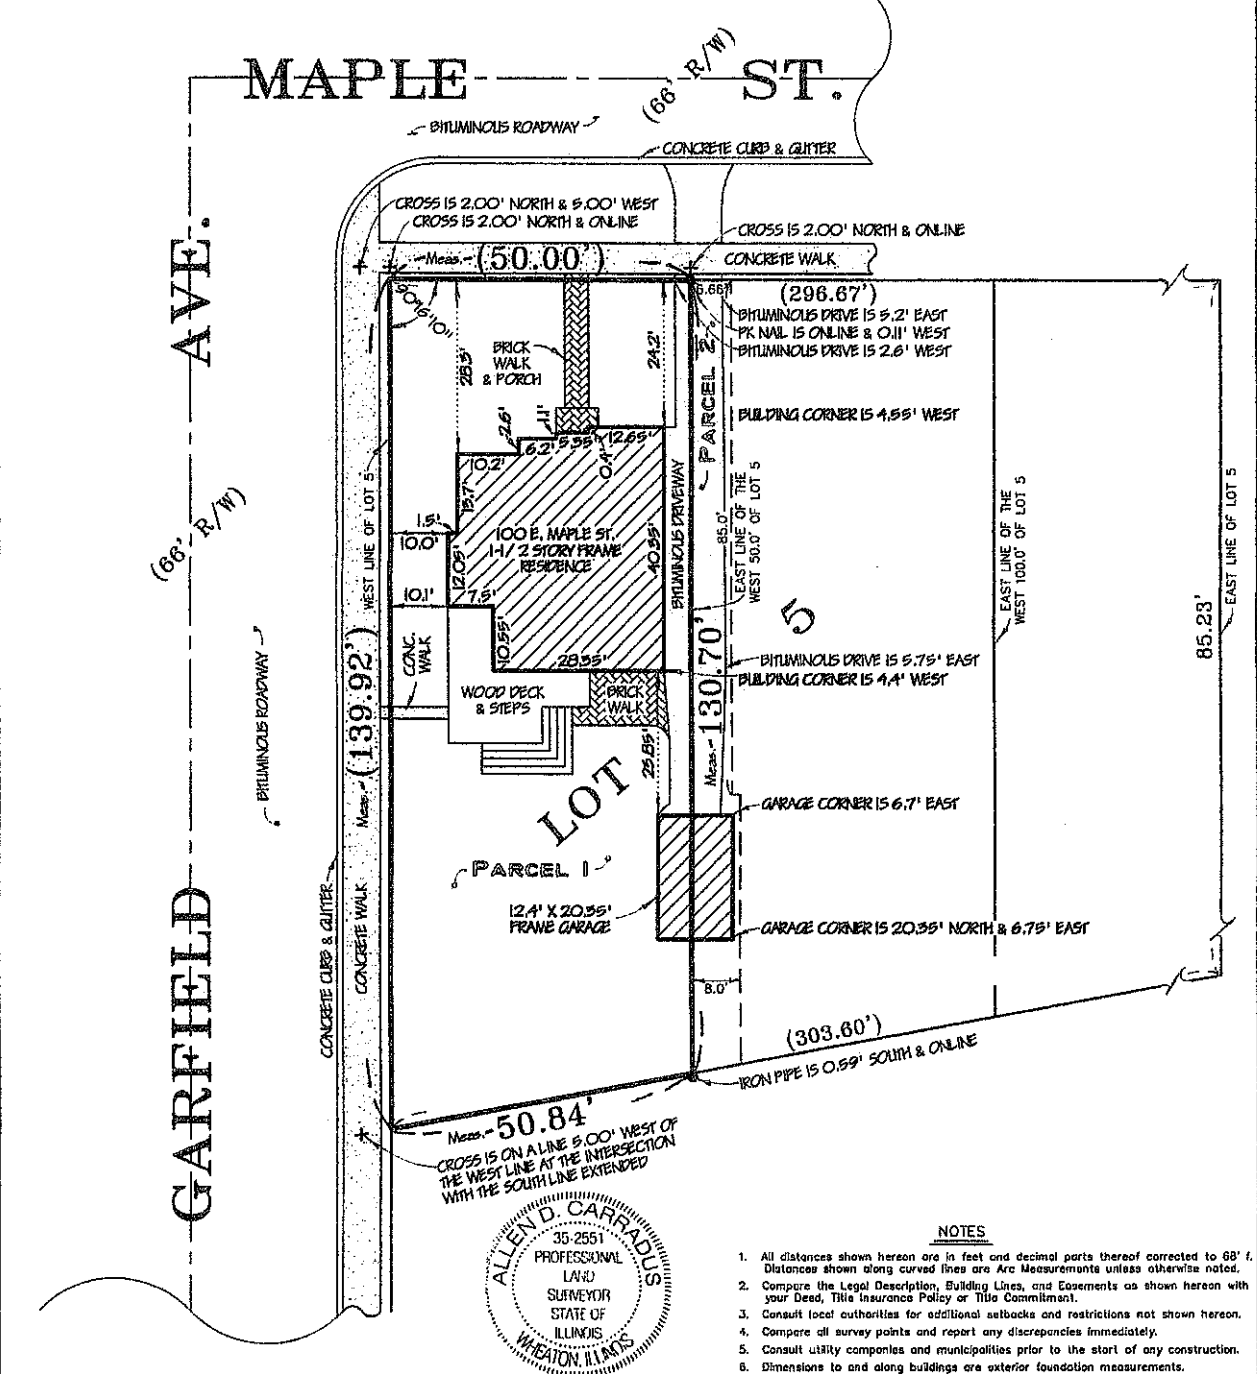 MAPLE ST.
(66' R/W)
BITUMINOUS ROADWAY
CONCRETE CURB & GUTTER
CROSS IS 2.00' NORTH & 5.00' WEST
CROSS IS 2.00' NORTH & ONLINE
CROSS IS 2.00' NORTH & ONLINE
Meas.-(50.00')
CONCRETE WALK
5.66'
(296.67')
BITUMINOUS DRIVE IS 5.2' EAST
PK NAIL IS ONLINE & 0.11' WEST
BITUMINOUS DRIVE IS 2.6' WEST
90°16'10"
28.3'
BRICK
WALK
& PORCH
24.2'
PARCEL 2
BUILDING CORNER IS 4.55' WEST
AVE.
(66' R/W)
WEST LINE OF LOT 5
2.6'
1.1'
6.2'
5.35'
12.65'
0.4'
10.2'
13.7'
1.5'
10.0'
100 E. MAPLE ST.
1-1/2 STORY FRAME
RESIDENCE
12.05'
40.35'
BITUMINOUS DRIVEWAY
85.0'
EAST LINE OF THE
WEST 50.0' OF LOT 5
EAST LINE OF THE
WEST 100.0' OF LOT 5
EAST LINE OF LOT 5
85.23'
10.1'
7.5'
10.55'
28.35'
5
CONC.
WALK
WOOD DECK
& STEPS
BRICK
WALK
BITUMINOUS DRIVE IS 5.75' EAST
BUILDING CORNER IS 4.4' WEST
Meas.-(139.92')
Meas.-130.70'
BITUMINOUS ROADWAY
25.85'
LOT
GARAGE CORNER IS 6.7' EAST
PARCEL 1
12.4' X 20.35'
FRAME GARAGE
GARAGE CORNER IS 20.35' NORTH & 6.75' EAST
GARFIELD
CONCRETE CURB & GUTTER
CONCRETE WALK
8.0'
(303.60')
IRON PIPE IS 0.59' SOUTH & ONLINE
Meas.-50.84'
CROSS IS ON A LINE 5.00' WEST OF
THE WEST LINE AT THE INTERSECTION
WITH THE SOUTH LINE EXTENDED
ALLEN D. CARRADUS
35-2551
PROFESSIONAL
LAND
SURVEYOR
STATE OF
ILLINOIS
WHEATON, ILLINOIS
NOTES
1. All distances shown hereon are in feet and decimal parts thereof corrected to 68° f.
Distances shown along curved lines are Arc Measurements unless otherwise noted.
2. Compare the Legal Description, Building Lines, and Easements as shown hereon with
your Deed, Title Insurance Policy or Title Commitment.
3. Consult local authorities for additional setbacks and restrictions not shown hereon.
4. Compare all survey points and report any discrepancies immediately.
5. Consult utility companies and municipalities prior to the start of any construction.
6. Dimensions to and along buildings are exterior foundation measurements.